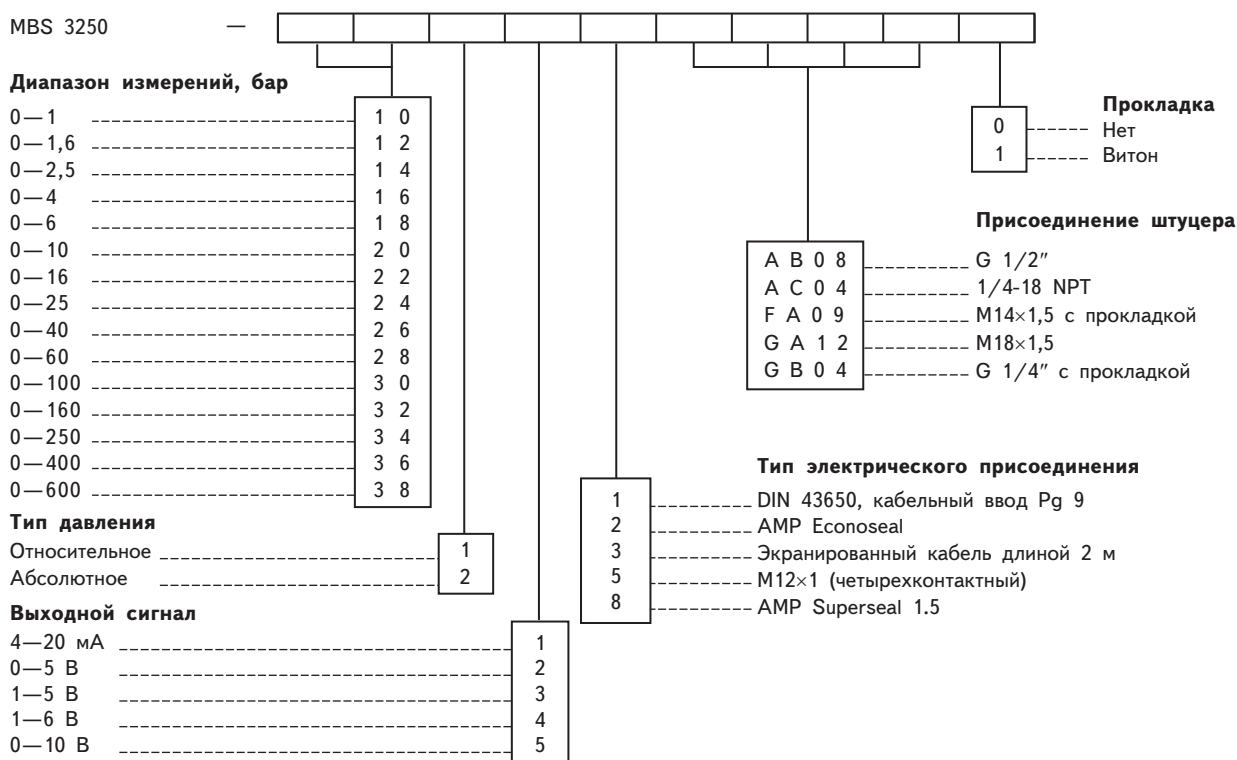 MBS 3250 —
Диапазон измерений, бар
0—1 1 0
0—1,6 1 2
0—2,5 1 4
0—4 1 6
0—6 1 8
0—10 2 0
0—16 2 2
0—25 2 4
0—40 2 6
0—60 2 8
0—100 3 0
0—160 3 2
0—250 3 4
0—400 3 6
0—600 3 8
Тип давления
Относительное 1
Абсолютное 2
Выходной сигнал
4—20 мА 1
0—5 В 2
1—5 В 3
1—6 В 4
0—10 В 5
Тип электрического присоединения
1 DIN 43650, кабельный ввод Pg 9
2 AMP Econoseal
3 Экранированный кабель длиной 2 м
5 M12×1 (четырехконтактный)
8 AMP Superseal 1.5
Присоединение штуцера
A B 0 8 G 1/2″
A C 0 4 1/4-18 NPT
F A 0 9 M14×1,5 с прокладкой
G A 1 2 M18×1,5
G B 0 4 G 1/4″ с прокладкой
Прокладка
0 Нет
1 Витон